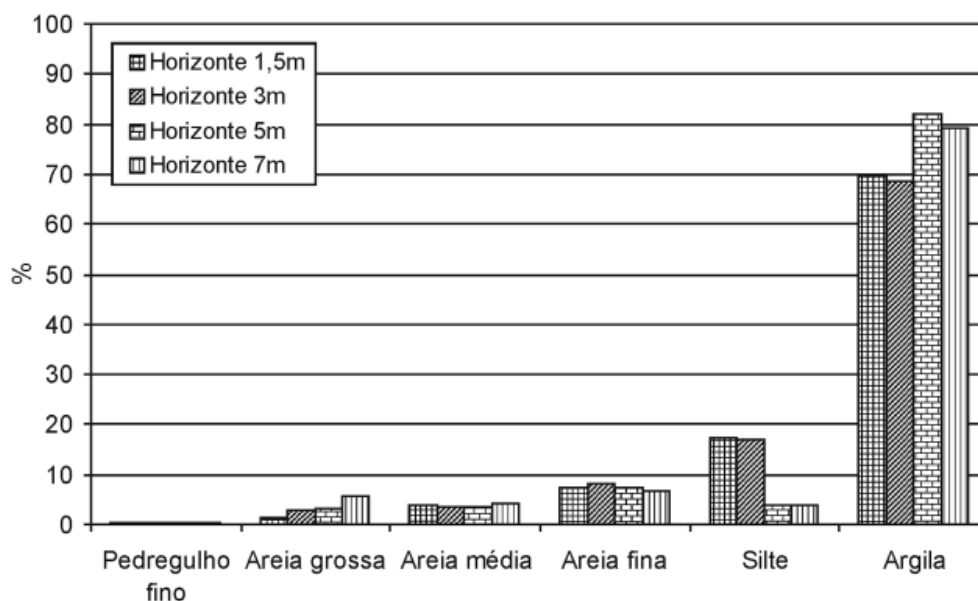 100
90
80
70
60
50
40
30
20
10
0
%
Horizonte 1,5m
Horizonte 3m
Horizonte 5m
Horizonte 7m
Pedregulho
fino
Areia grossa
Areia média
Areia fina
Silte
Argila